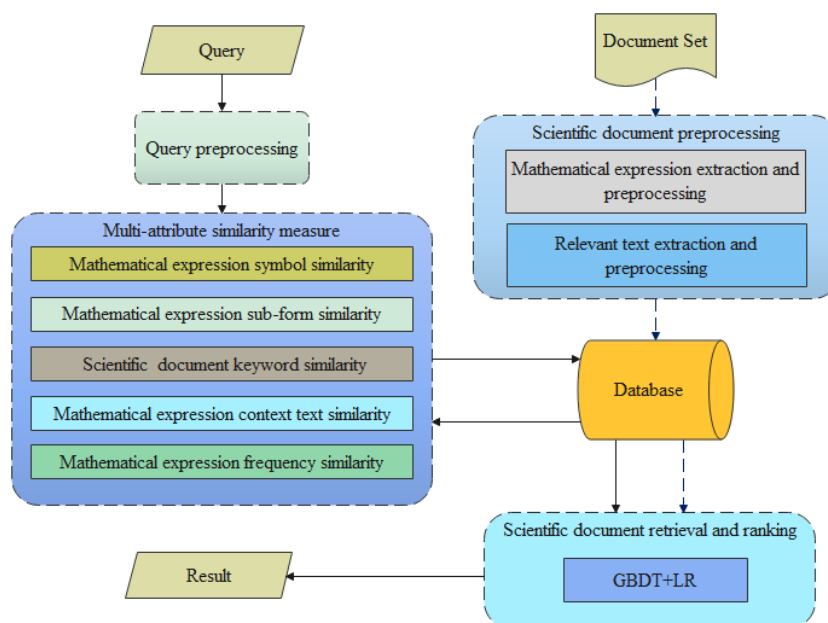 Query
Document Set
Query preprocessing
Scientific document preprocessing
Mathematical expression extraction and
preprocessing
Relevant text extraction and
preprocessing
Multi-attribute similarity measure
Mathematical expression symbol similarity
Mathematical expression sub-form similarity
Scientific document keyword similarity
Mathematical expression context text similarity
Mathematical expression frequency similarity
Database
Scientific document retrieval and ranking
GBDT+LR
Result